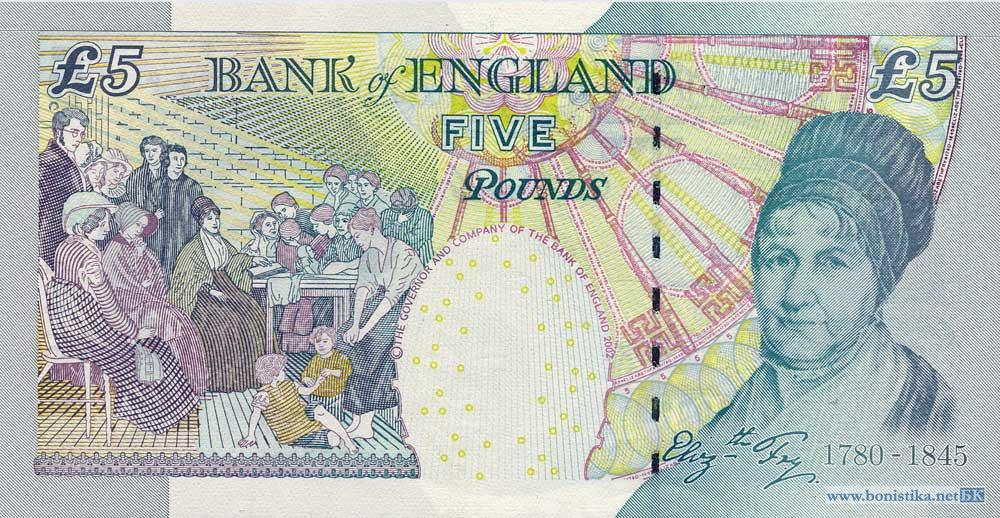 £5 BANK of ENGLAND £5
FIVE
POUNDS
©THE GOVERNOR AND COMPANY OF THE BANK OF ENGLAND 2002
Eliz-th Fry. 1780 - 1845
www.bonistika.net БК